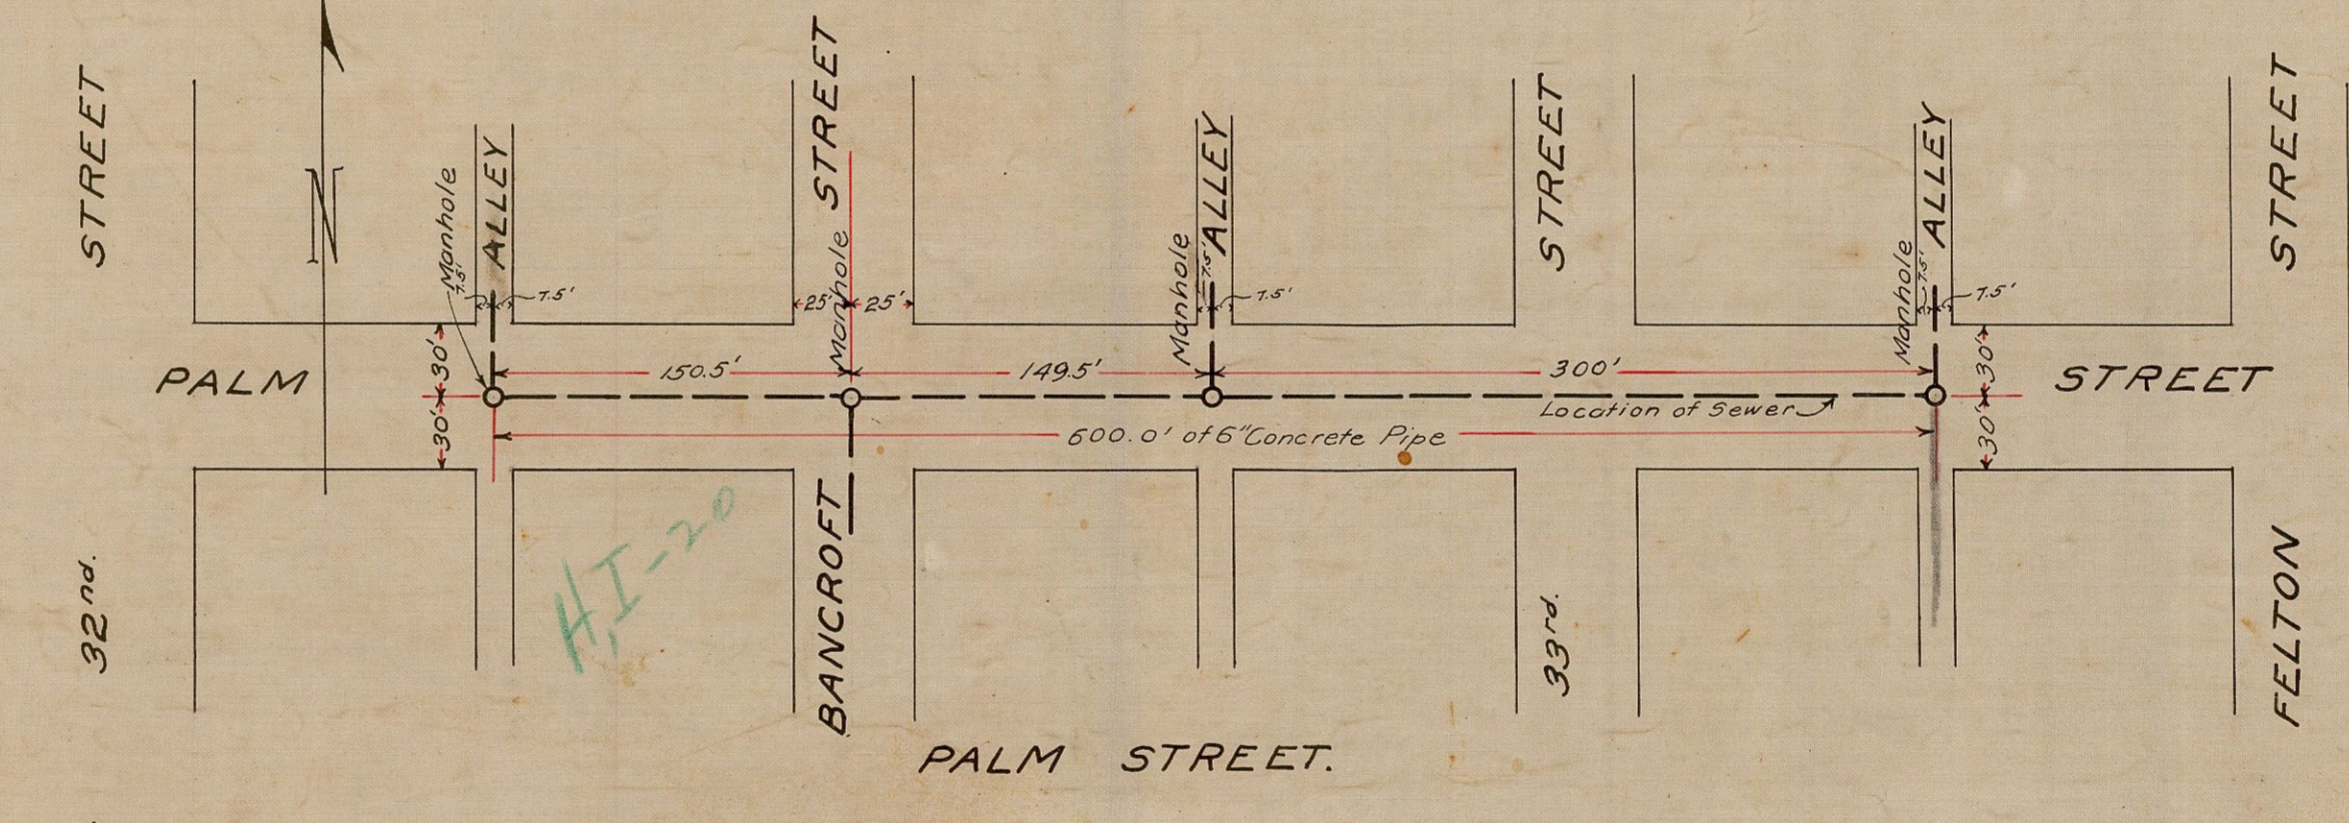 32nd. STREET
N
Manhole
ALLEY
7.5'
7.5'
BANCROFT STREET
Manhole
25' 25'
Manhole
ALLEY
7.5'
7.5'
33rd. STREET
Manhole
ALLEY
7.5'
7.5'
FELTON STREET
PALM STREET
30'
30'
150.5' 149.5' 300'
30'
30'
Location of Sewer
600.0' of 6" Concrete Pipe
H,I-20
PALM STREET.